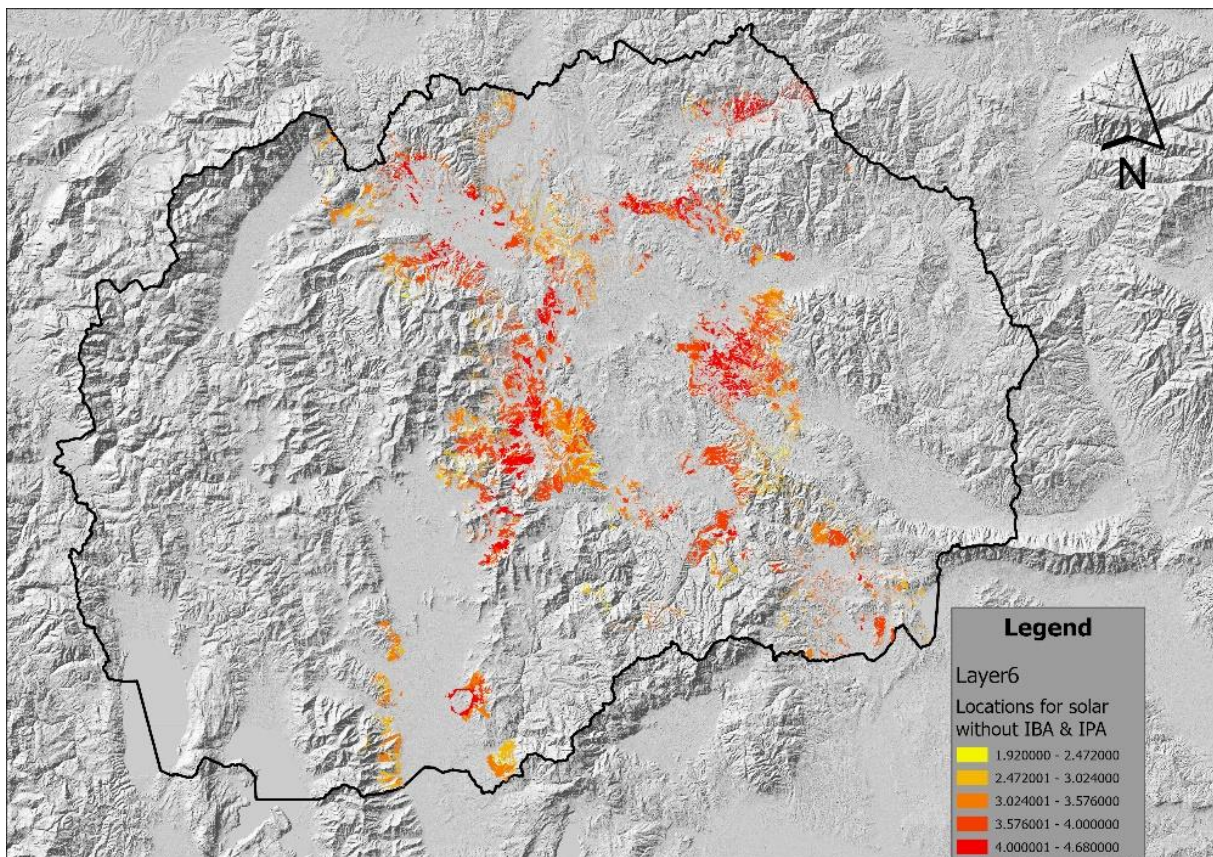 N
Legend
Layer6
Locations for solar
without IBA & IPA
1.920000 - 2.472000
2.472001 - 3.024000
3.024001 - 3.576000
3.576001 - 4.000000
4.000001 - 4.680000